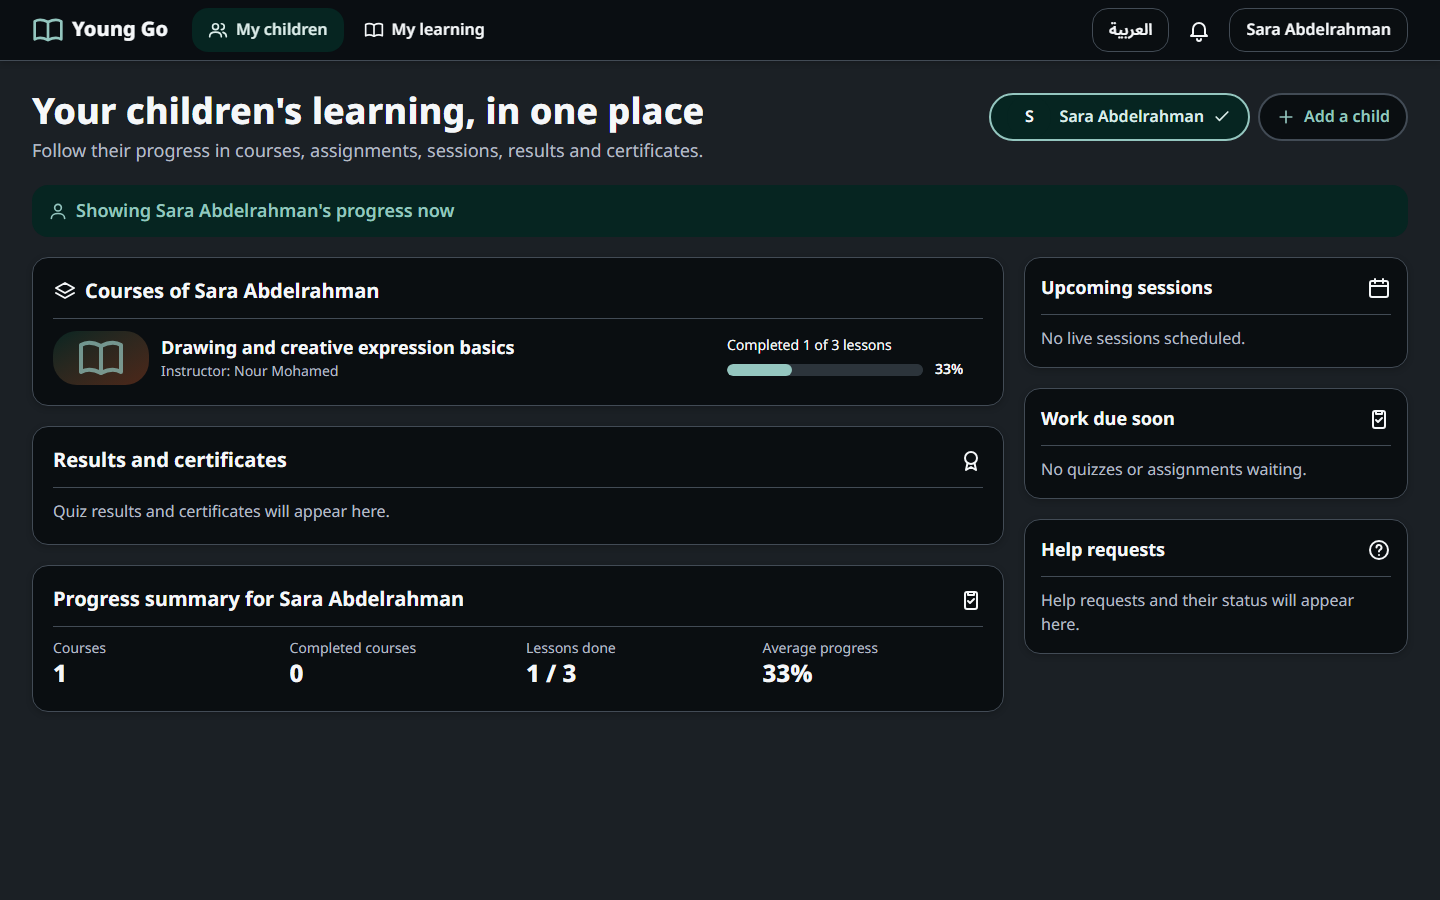 Young Go
My children
My learning
العربية
Sara Abdelrahman
Your children's learning, in one place
Follow their progress in courses, assignments, sessions, results and certificates.
S Sara Abdelrahman
Add a child
Showing Sara Abdelrahman's progress now
Courses of Sara Abdelrahman
Drawing and creative expression basics
Instructor: Nour Mohamed
Completed 1 of 3 lessons
33%
Results and certificates
Quiz results and certificates will appear here.
Progress summary for Sara Abdelrahman
Courses
1
Completed courses
0
Lessons done
1 / 3
Average progress
33%
Upcoming sessions
No live sessions scheduled.
Work due soon
No quizzes or assignments waiting.
Help requests
Help requests and their status will appear
here.